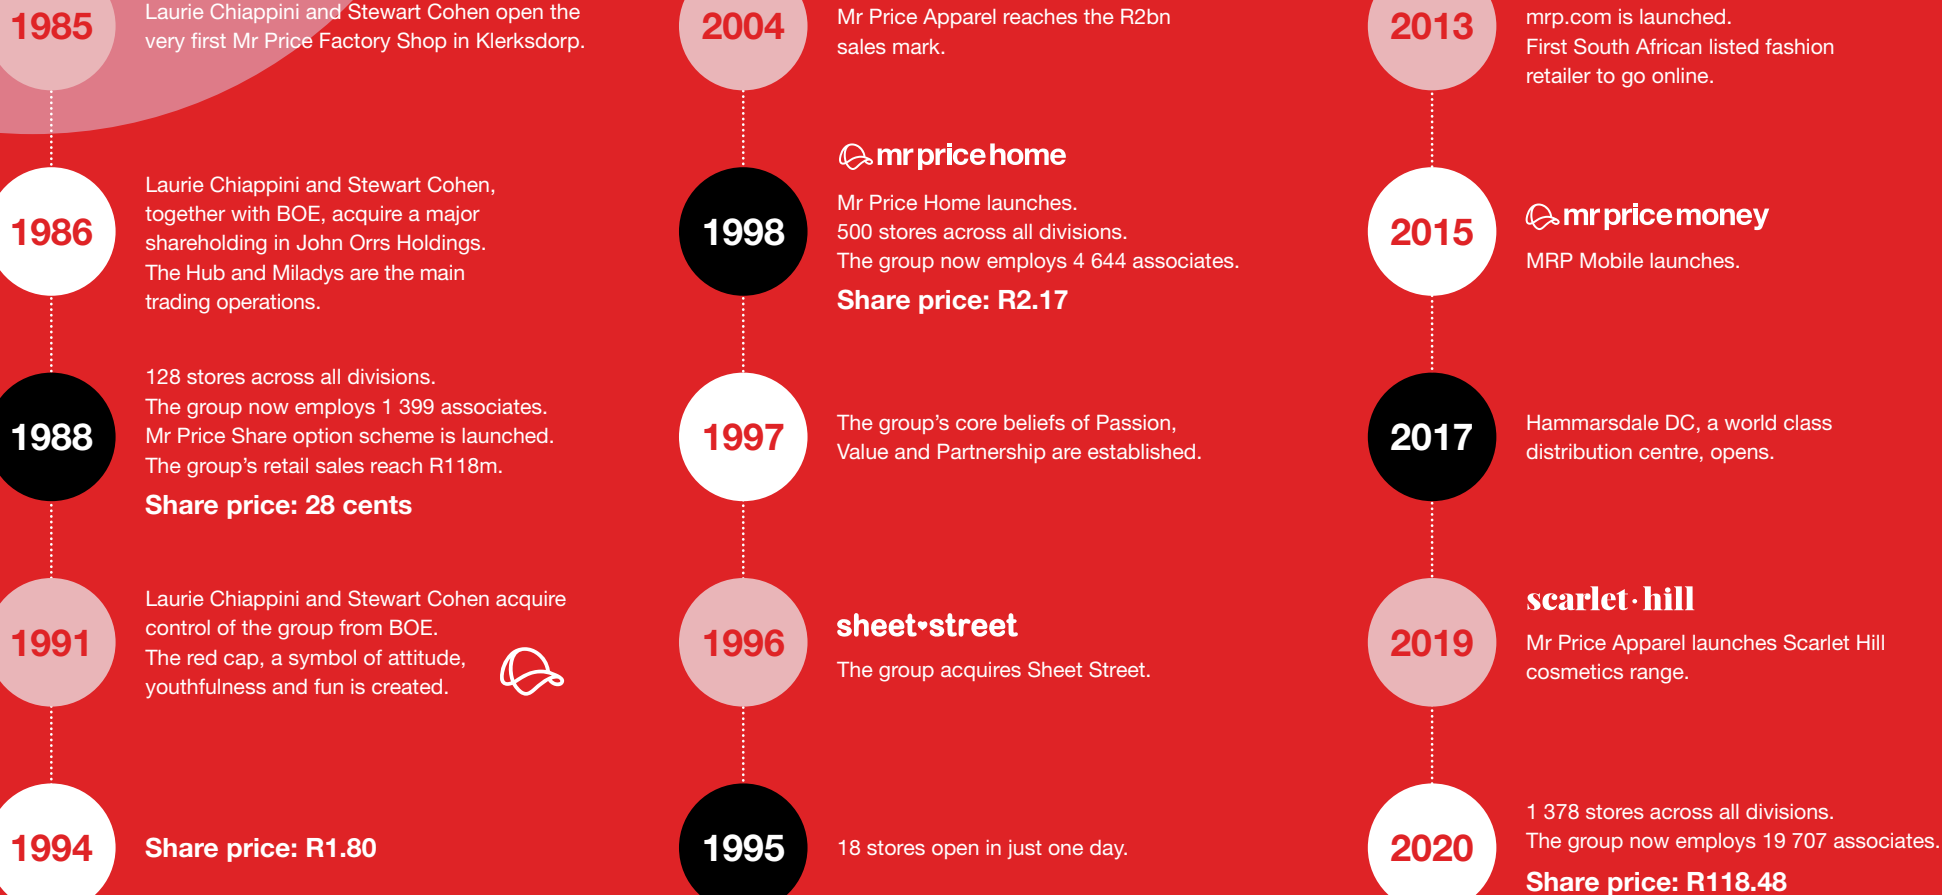 1985
Laurie Chiappini and Stewart Cohen open the
very first Mr Price Factory Shop in Klerksdorp.
1986
Laurie Chiappini and Stewart Cohen,
together with BOE, acquire a major
shareholding in John Orrs Holdings.
The Hub and Miladys are the main
trading operations.
1988
128 stores across all divisions.
The group now employs 1 399 associates.
Mr Price Share option scheme is launched.
The group’s retail sales reach R118m.
Share price: 28 cents
1991
Laurie Chiappini and Stewart Cohen acquire
control of the group from BOE.
The red cap, a symbol of attitude,
youthfulness and fun is created.
1994
Share price: R1.80
2004
Mr Price Apparel reaches the R2bn
sales mark.
1998
mr price home
Mr Price Home launches.
500 stores across all divisions.
The group now employs 4 644 associates.
Share price: R2.17
1997
The group’s core beliefs of Passion,
Value and Partnership are established.
1996
sheet street
The group acquires Sheet Street.
1995
18 stores open in just one day.
2013
mrp.com is launched.
First South African listed fashion
retailer to go online.
2015
mr price money
MRP Mobile launches.
2017
Hammarsdale DC, a world class
distribution centre, opens.
2019
scarlet·hill
Mr Price Apparel launches Scarlet Hill
cosmetics range.
2020
1 378 stores across all divisions.
The group now employs 19 707 associates.
Share price: R118.48